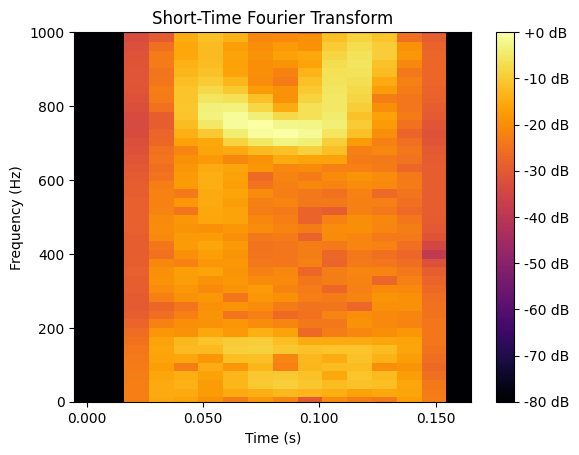 Short-Time Fourier Transform
1000
800
600
400
200
0
Frequency (Hz)
0.000
0.050
0.100
0.150
Time (s)
+0 dB
-10 dB
-20 dB
-30 dB
-40 dB
-50 dB
-60 dB
-70 dB
-80 dB